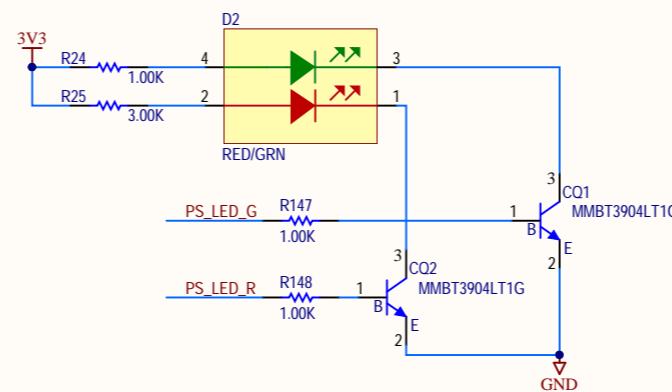 D2
3V3
R24
4
3
1.00K
R25
2
1
3.00K
RED/GRN
3
CQ1
PS_LED_G
R147
1
MMBT3904LT1G
B
1.00K
E
3
2
CQ2
PS_LED_R
R148
1
MMBT3904LT1G
B
1.00K
E
2
GND